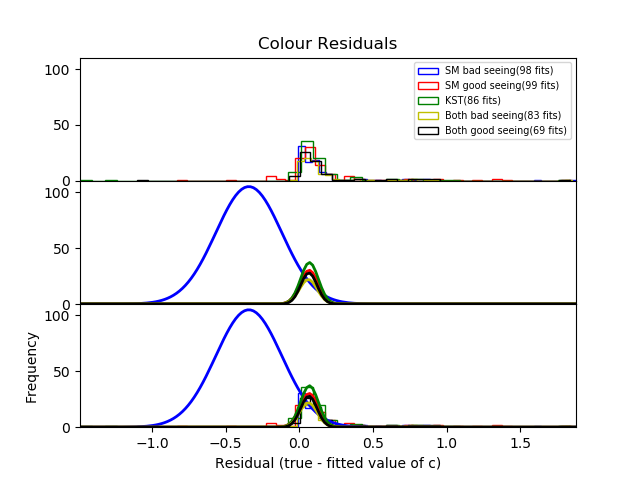 Colour Residuals
100
50
0
SM bad seeing(98 fits)
SM good seeing(99 fits)
KST(86 fits)
Both bad seeing(83 fits)
Both good seeing(69 fits)
100
50
0
100
50
0
Frequency
−1.0 −0.5 0.0 0.5 1.0 1.5
Residual (true - fitted value of c)